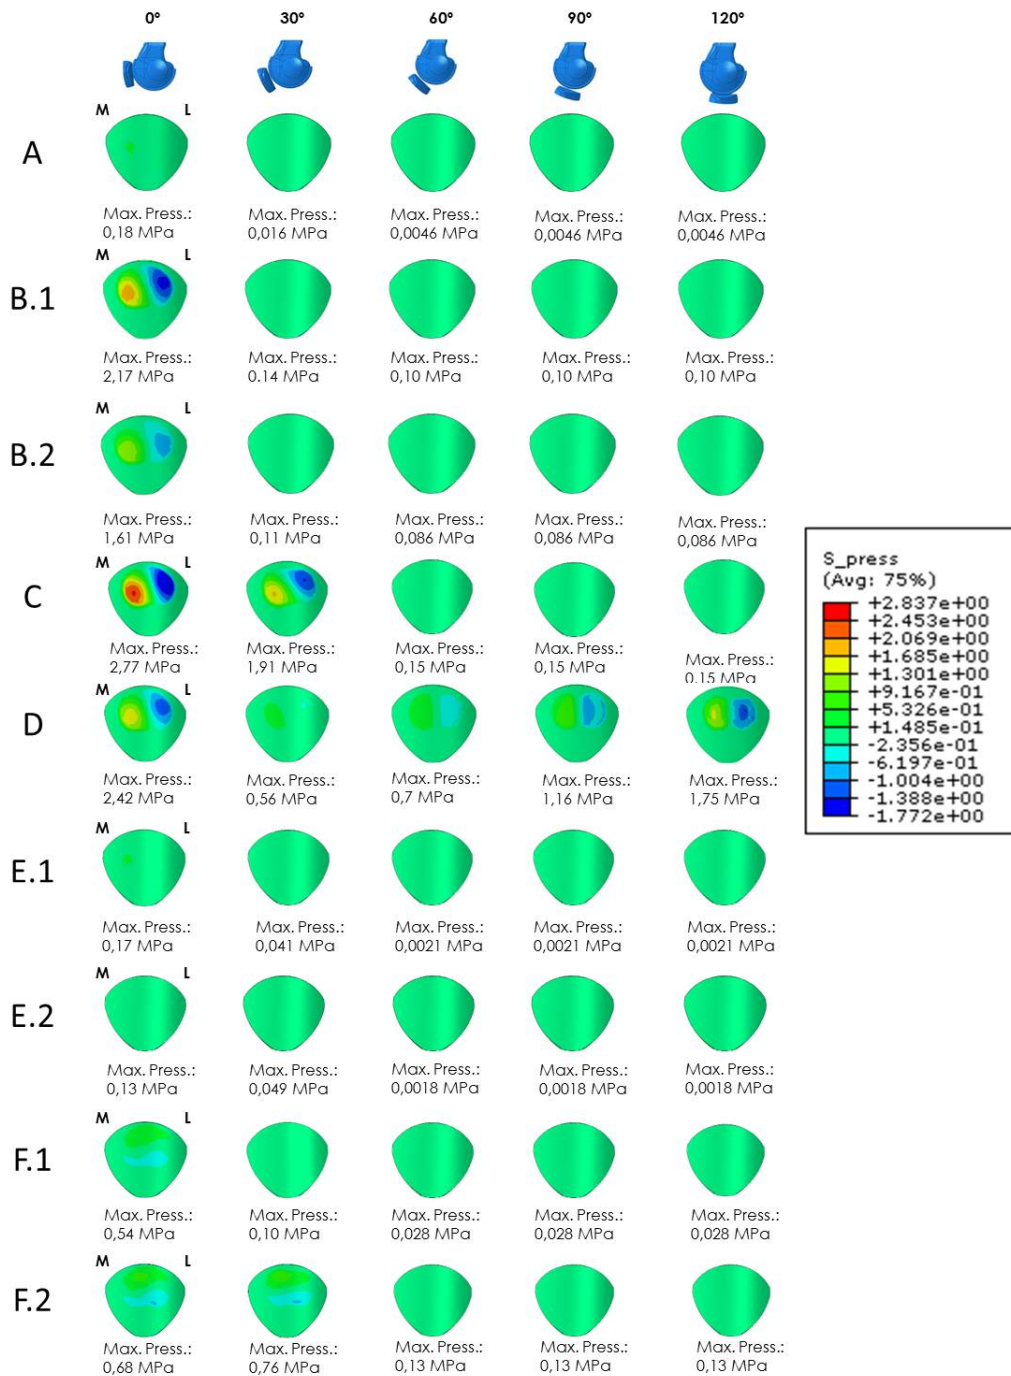 0° 30° 60° 90° 120°
M L
A
Max. Press.: Max. Press.: Max. Press.: Max. Press.: Max. Press.:
0,18 MPa 0,016 MPa 0,0046 MPa 0,0046 MPa 0,0046 MPa
M L
B.1
Max. Press.: Max. Press.: Max. Press.: Max. Press.: Max. Press.:
2,17 MPa 0.14 MPa 0,10 MPa 0,10 MPa 0,10 MPa
M L
B.2
Max. Press.: Max. Press.: Max. Press.: Max. Press.: Max. Press.:
1,61 MPa 0,11 MPa 0,086 MPa 0,086 MPa 0,086 MPa
M L
C
Max. Press.: Max. Press.: Max. Press.: Max. Press.: Max. Press.:
2,77 MPa 1,91 MPa 0,15 MPa 0,15 MPa 0.15 MPa
M L
D
Max. Press.: Max. Press.: Max. Press.: Max. Press.: Max. Press.:
2,42 MPa 0,56 MPa 0,7 MPa 1,16 MPa 1,75 MPa
M L
E.1
Max. Press.: Max. Press.: Max. Press.: Max. Press.: Max. Press.:
0,17 MPa 0,041 MPa 0,0021 MPa 0,0021 MPa 0,0021 MPa
M L
E.2
Max. Press.: Max. Press.: Max. Press.: Max. Press.: Max. Press.:
0,13 MPa 0,049 MPa 0,0018 MPa 0,0018 MPa 0,0018 MPa
M L
F.1
Max. Press.: Max. Press.: Max. Press.: Max. Press.: Max. Press.:
0,54 MPa 0,10 MPa 0,028 MPa 0,028 MPa 0,028 MPa
M L
F.2
Max. Press.: Max. Press.: Max. Press.: Max. Press.: Max. Press.:
0,68 MPa 0,76 MPa 0,13 MPa 0,13 MPa 0,13 MPa
S_press
(Avg: 75%)
+2.837e+00
+2.453e+00
+2.069e+00
+1.685e+00
+1.301e+00
+9.167e-01
+5.326e-01
+1.485e-01
-2.356e-01
-6.197e-01
-1.004e+00
-1.388e+00
-1.772e+00